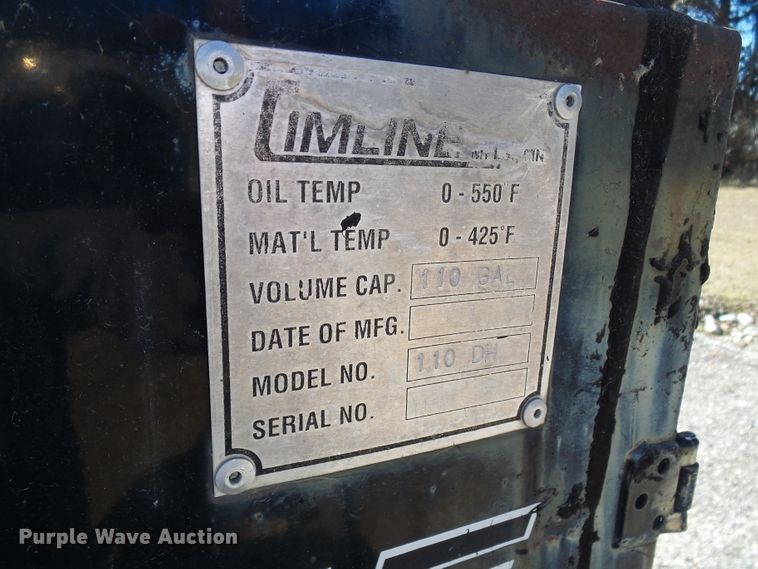 CIMLINE
OIL TEMP 0 - 550°F
MAT'L TEMP 0 - 425°F
VOLUME CAP. 110 GAL
DATE OF MFG.
MODEL NO. 110 DH
SERIAL NO.
Purple Wave Auction